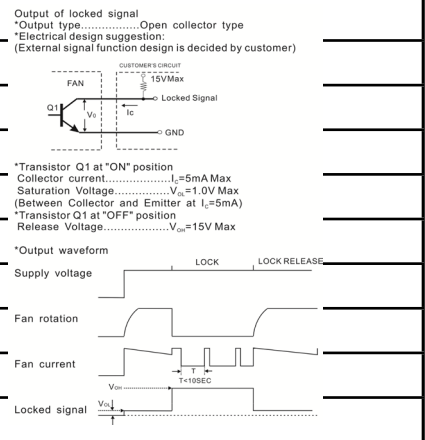 Output of locked signal
*Output type.................Open collector type
*Electrical design suggestion:
(External signal function design is decided by customer)
CUSTOMER'S CIRCUIT
FAN
15VMax
Locked Signal
Q1
Vo
Ic
GND
*Transistor Q1 at "ON" position
Collector current....................Ic=5mA Max
Saturation Voltage...............VOL=1.0V Max
(Between Collector and Emitter at Ic=5mA)
*Transistor Q1 at "OFF" position
Release Voltage...................VOH=15V Max
*Output waveform
LOCK
LOCK RELEASE
Supply voltage
Fan rotation
Fan current
T
T<10SEC
VOH
VOL
Locked signal